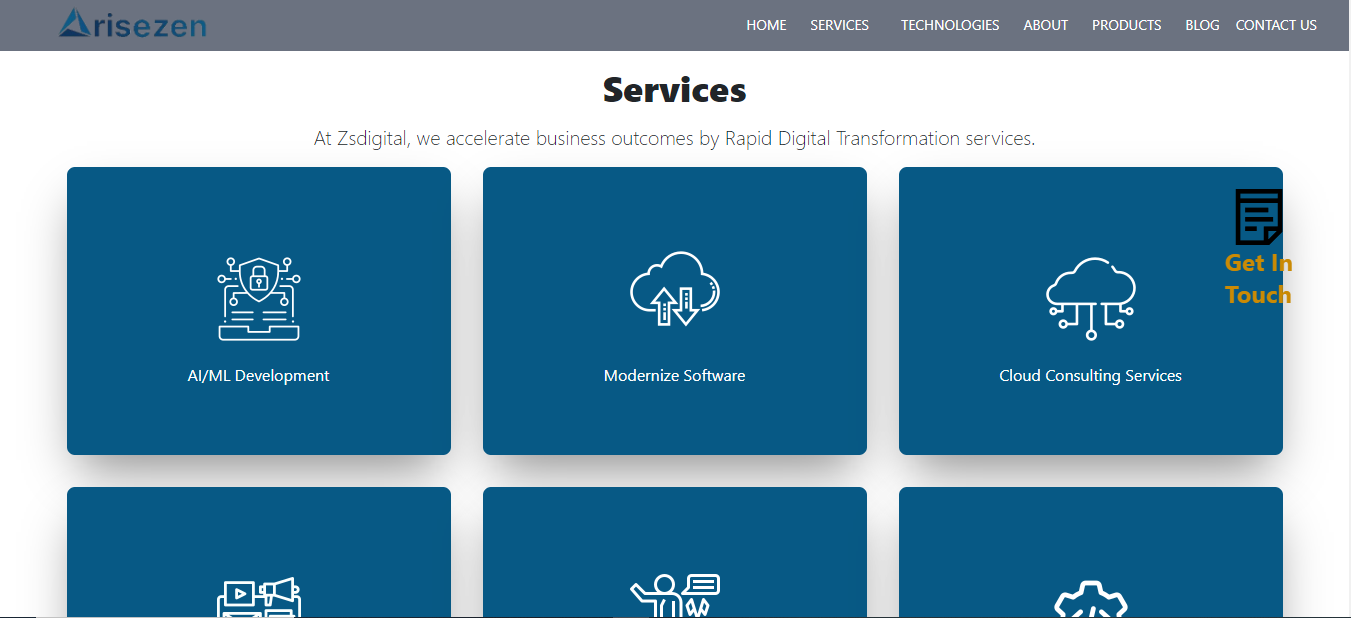 Arisezen
HOME SERVICES TECHNOLOGIES ABOUT PRODUCTS BLOG CONTACT US
Services
At Zsdigital, we accelerate business outcomes by Rapid Digital Transformation services.
AI/ML Development
Modernize Software
Cloud Consulting Services
Get In
Touch